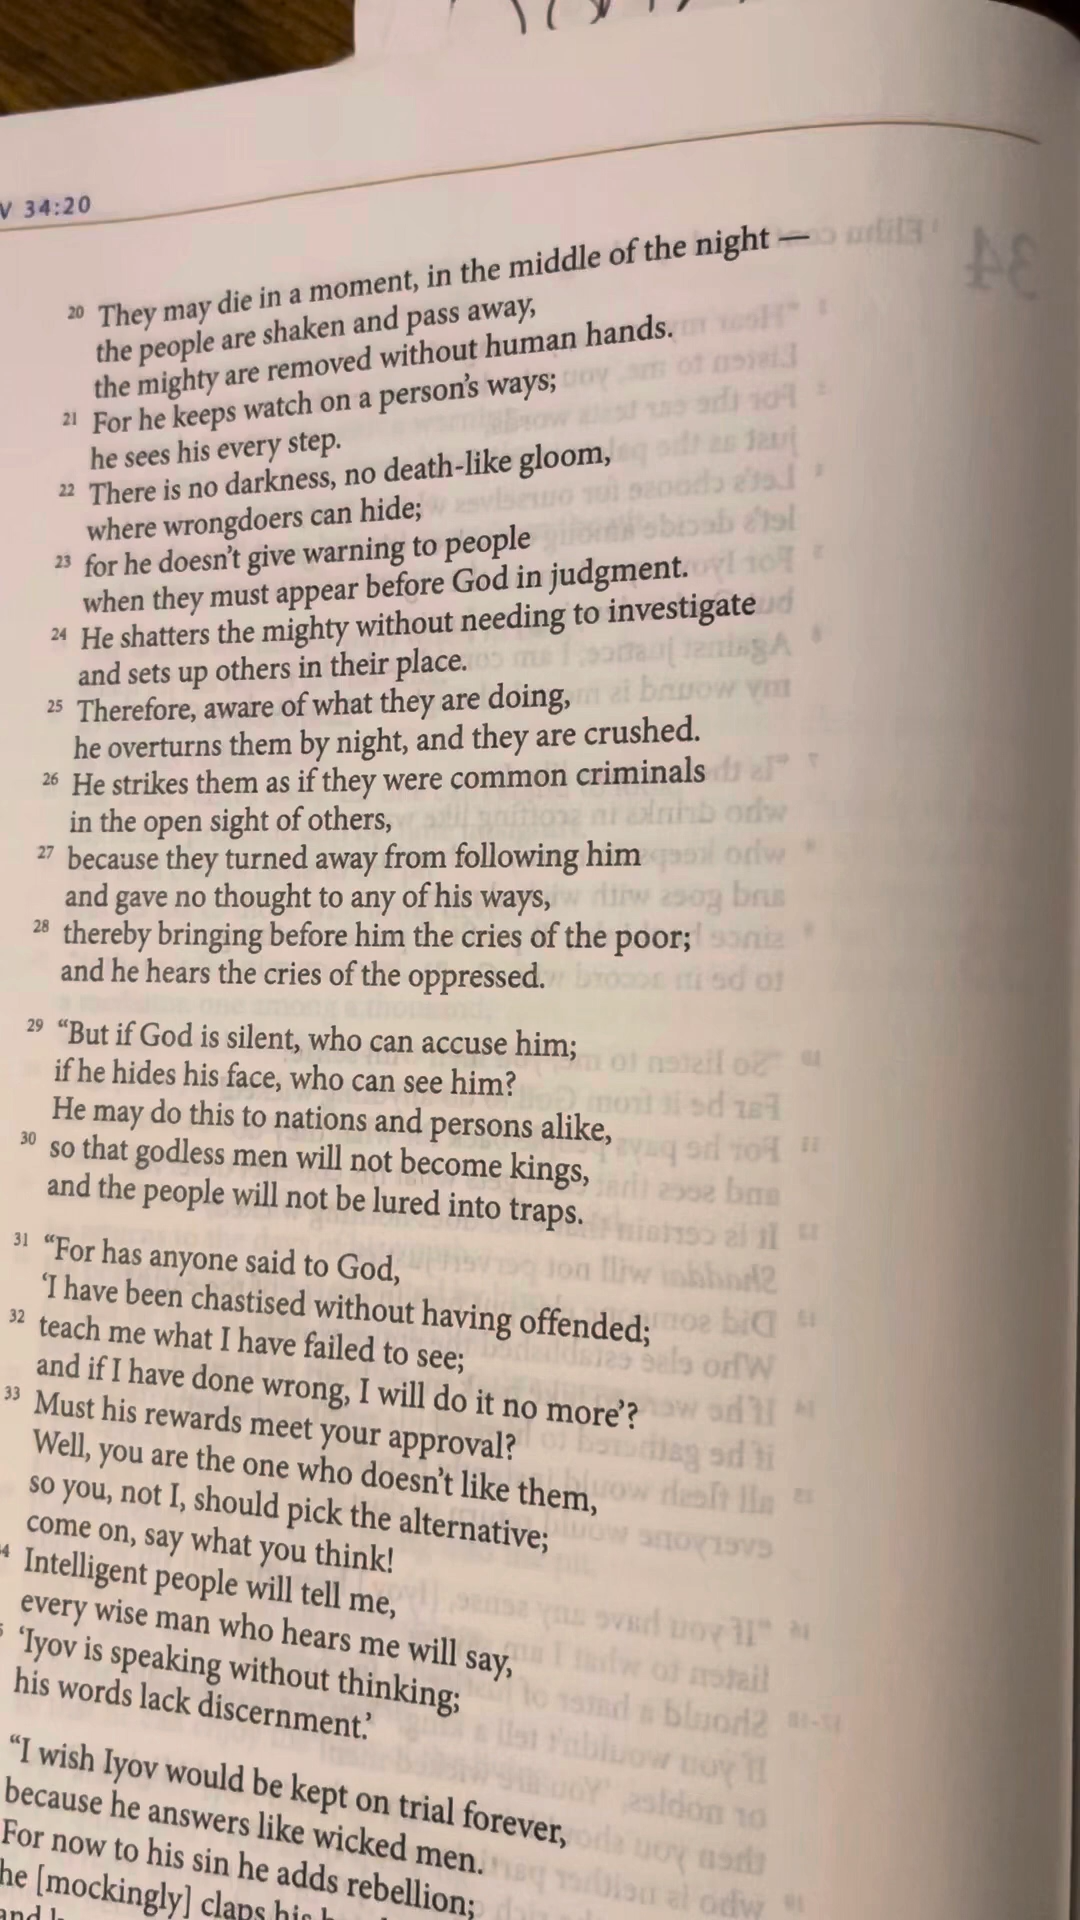 V 34:20
20 They may die in a moment, in the middle of the night —
the people are shaken and pass away,
the mighty are removed without human hands.
21 For he keeps watch on a person’s ways;
he sees his every step.
22 There is no darkness, no death-like gloom,
where wrongdoers can hide;
23 for he doesn’t give warning to people
when they must appear before God in judgment.
24 He shatters the mighty without needing to investigate
and sets up others in their place.
25 Therefore, aware of what they are doing,
he overturns them by night, and they are crushed.
26 He strikes them as if they were common criminals
in the open sight of others,
27 because they turned away from following him
and gave no thought to any of his ways,
28 thereby bringing before him the cries of the poor;
and he hears the cries of the oppressed.
29 “But if God is silent, who can accuse him;
if he hides his face, who can see him?
He may do this to nations and persons alike,
30 so that godless men will not become kings,
and the people will not be lured into traps.
31 “For has anyone said to God,
‘I have been chastised without having offended;
32 teach me what I have failed to see;
and if I have done wrong, I will do it no more’?
33 Must his rewards meet your approval?
Well, you are the one who doesn’t like them,
so you, not I, should pick the alternative;
come on, say what you think!
4 Intelligent people will tell me,
every wise man who hears me will say,
‘Iyov is speaking without thinking;
his words lack discernment.’
“I wish Iyov would be kept on trial forever,
because he answers like wicked men.
For now to his sin he adds rebellion;
he [mockingly] claps his
and